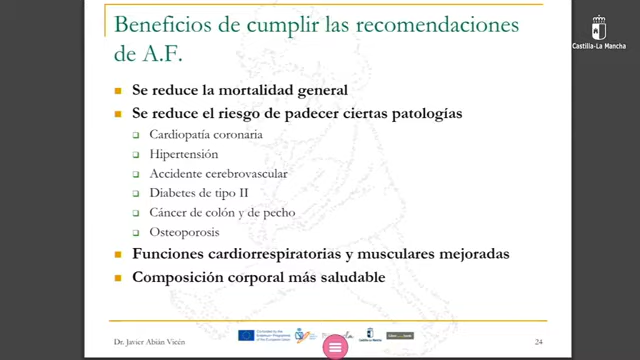 Beneficios de cumplir las recomendaciones
de A.F.
Castilla-La Mancha
Se reduce la mortalidad general
Se reduce el riesgo de padecer ciertas patologías
Cardiopatía coronaria
Hipertensión
Accidente cerebrovascular
Diabetes de tipo II
Cáncer de colón y de pecho
Osteoporosis
Funciones cardiorrespiratorias y musculares mejoradas
Composición corporal más saludable
Dr. Javier Abián Vicén
24